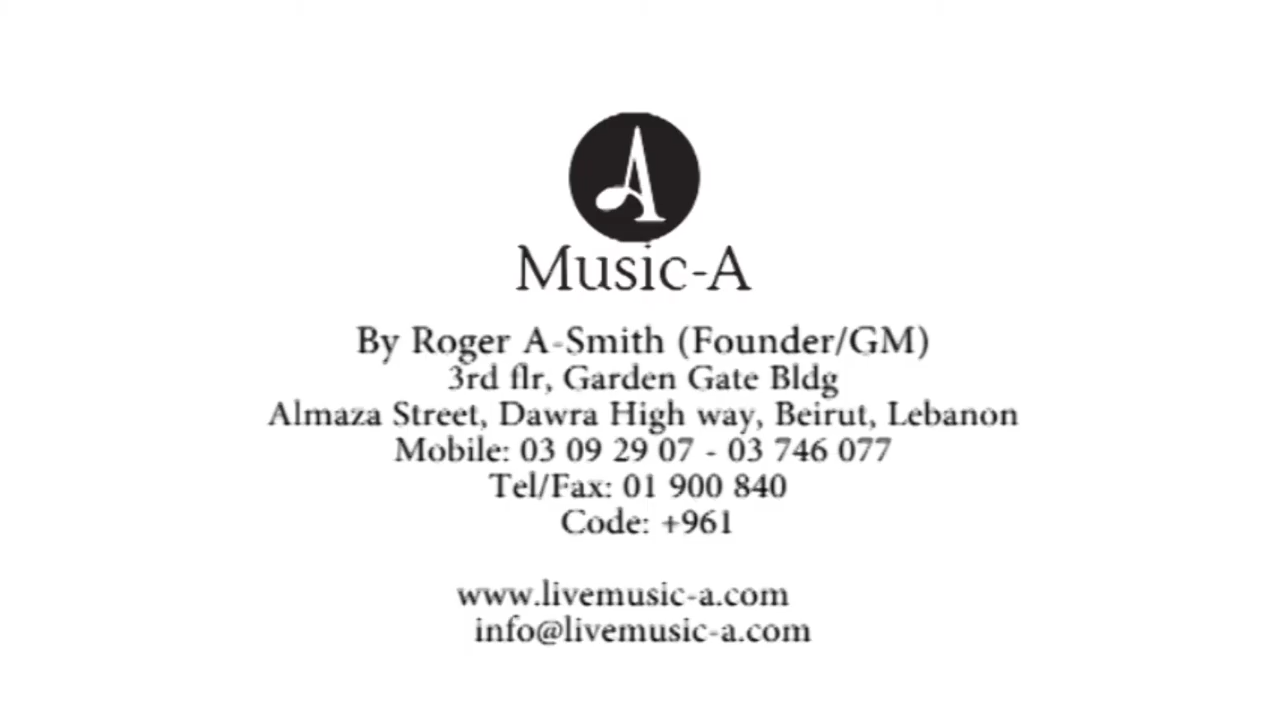 A
Music-A
By Roger A-Smith (Founder/GM)
3rd flr, Garden Gate Bldg
Almaza Street, Dawra High way, Beirut, Lebanon
Mobile: 03 09 29 07 - 03 746 077
Tel/Fax: 01 900 840
Code: +961
www.livemusic-a.com
info@livemusic-a.com